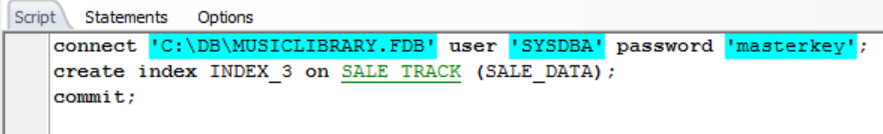 Script Statements Options
connect 'C:\DB\MUSICLIBRARY.FDB' user 'SYSDBA' password 'masterkey';
create index INDEX_3 on SALE_TRACK (SALE_DATA);
commit;